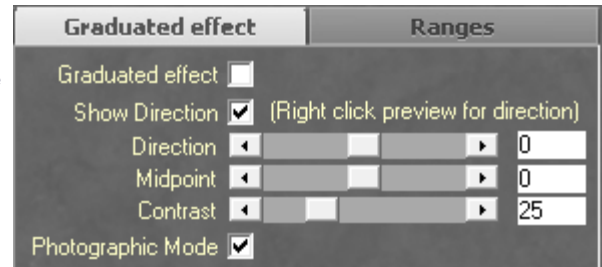 Graduated effect Ranges
Graduated effect
Show Direction (Right click preview for direction)
Direction 0
Midpoint 0
Contrast 25
Photographic Mode